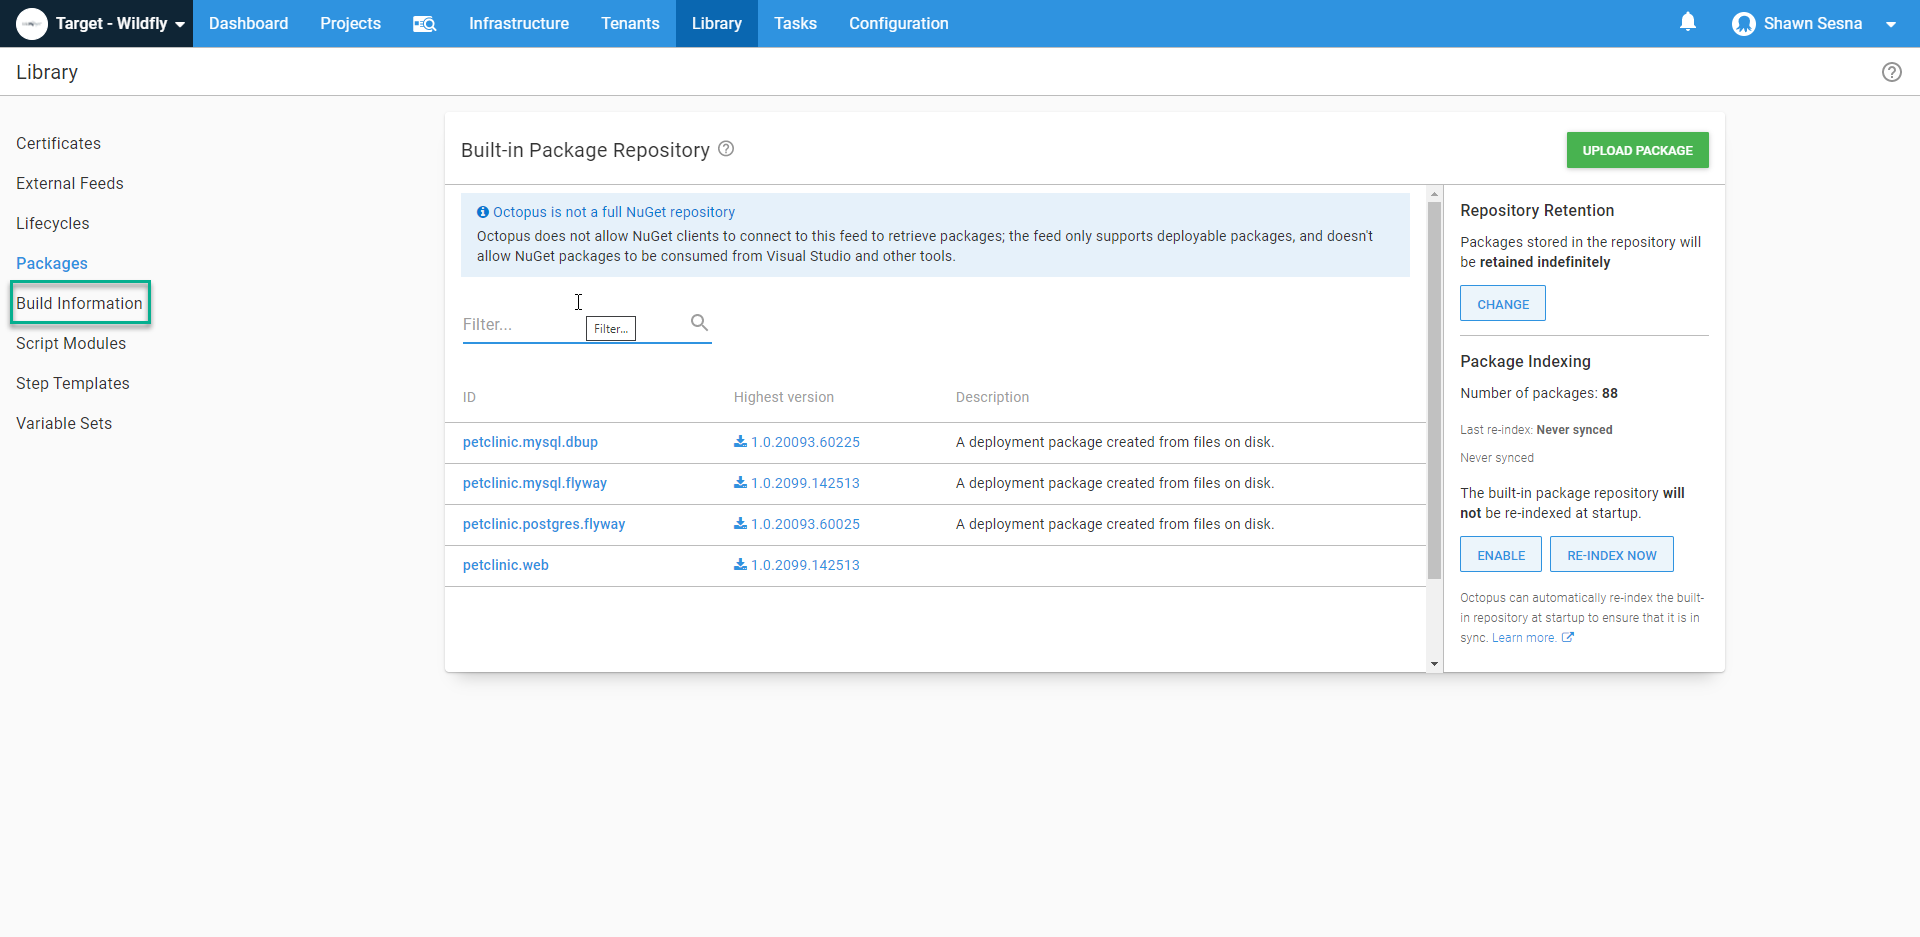 Target - Wildfly
Dashboard
Projects
Infrastructure
Tenants
Library
Tasks
Configuration
Shawn Sesna
Library
Certificates
External Feeds
Lifecycles
Packages
Build Information
Script Modules
Step Templates
Variable Sets
Built-in Package Repository
UPLOAD PACKAGE
Octopus is not a full NuGet repository
Octopus does not allow NuGet clients to connect to this feed to retrieve packages; the feed only supports deployable packages, and doesn't
allow NuGet packages to be consumed from Visual Studio and other tools.
Filter...
Filter...
ID Highest version Description
petclinic.mysql.dbup 1.0.20093.60225 A deployment package created from files on disk.
petclinic.mysql.flyway 1.0.2099.142513 A deployment package created from files on disk.
petclinic.postgres.flyway 1.0.20093.60025 A deployment package created from files on disk.
petclinic.web 1.0.2099.142513
Repository Retention
Packages stored in the repository will
be retained indefinitely
CHANGE
Package Indexing
Number of packages: 88
Last re-index: Never synced
Never synced
The built-in package repository will
not be re-indexed at startup.
ENABLE
RE-INDEX NOW
Octopus can automatically re-index the built-
in repository at startup to ensure that it is in
sync. Learn more.